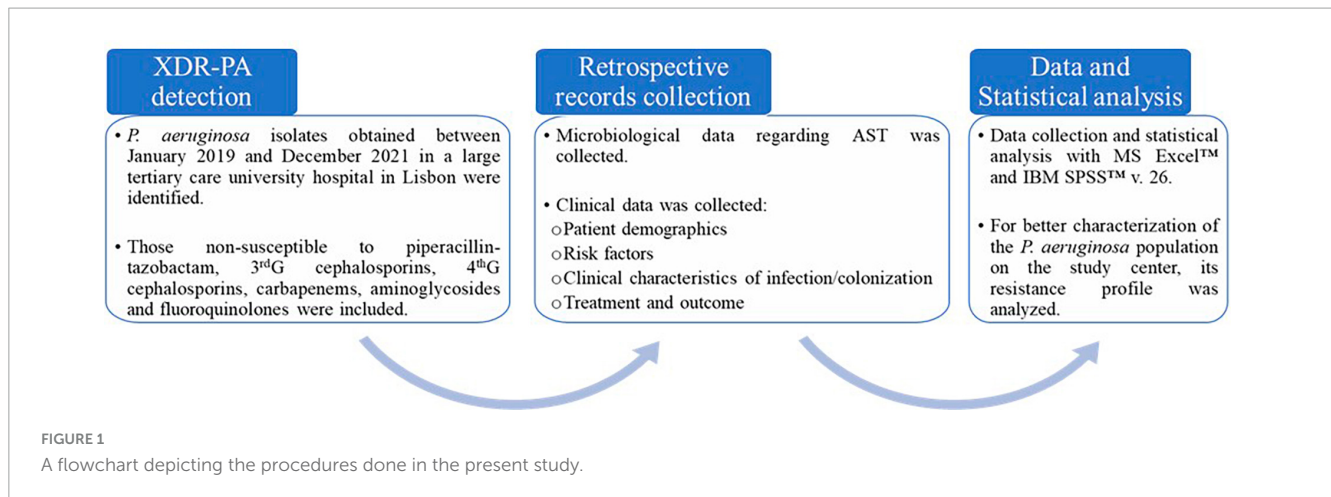 XDR-PA
detection
• P. aeruginosa isolates obtained between
January 2019 and December 2021 in a large
tertiary care university hospital in Lisbon were
identified.
• Those non-susceptible to piperacillin-
tazobactam, 3rdG cephalosporins, 4thG
cephalosporins, carbapenems, aminoglycosides
and fluoroquinolones were included.
Retrospective
records collection
• Microbiological data regarding AST was
collected.
• Clinical data was collected:
○Patient demographics
○Risk factors
○Clinical characteristics of infection/colonization
○Treatment and outcome
Data and
Statistical analysis
• Data collection and statistical
analysis with MS Excel™
and IBM SPSS™ v. 26.
• For better characterization of
the P. aeruginosa population
on the study center, its
resistance profile was
analyzed.
FIGURE 1
A flowchart depicting the procedures done in the present study.